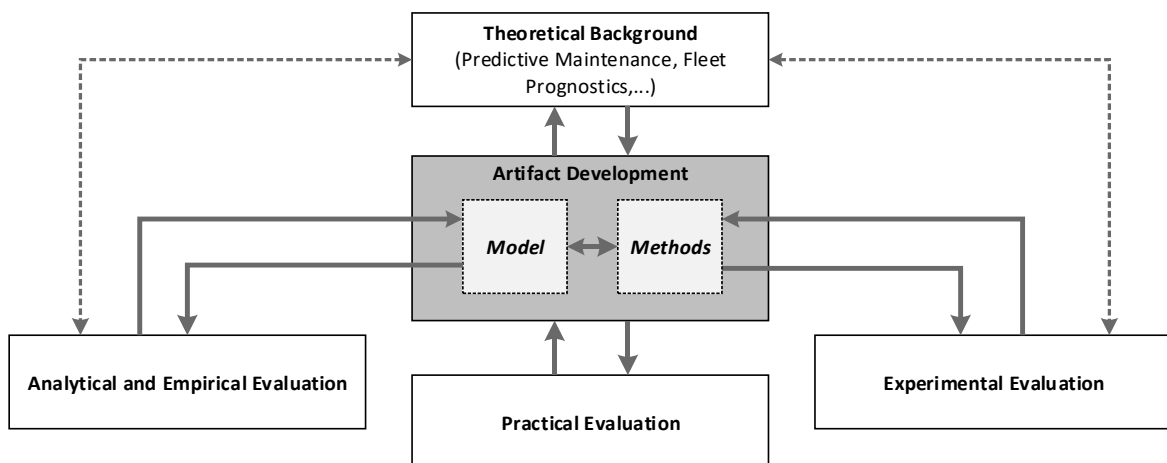 Theoretical Background
(Predictive Maintenance, Fleet
Prognostics,...)
Artifact Development
Model
Methods
Analytical and Empirical Evaluation
Experimental Evaluation
Practical Evaluation